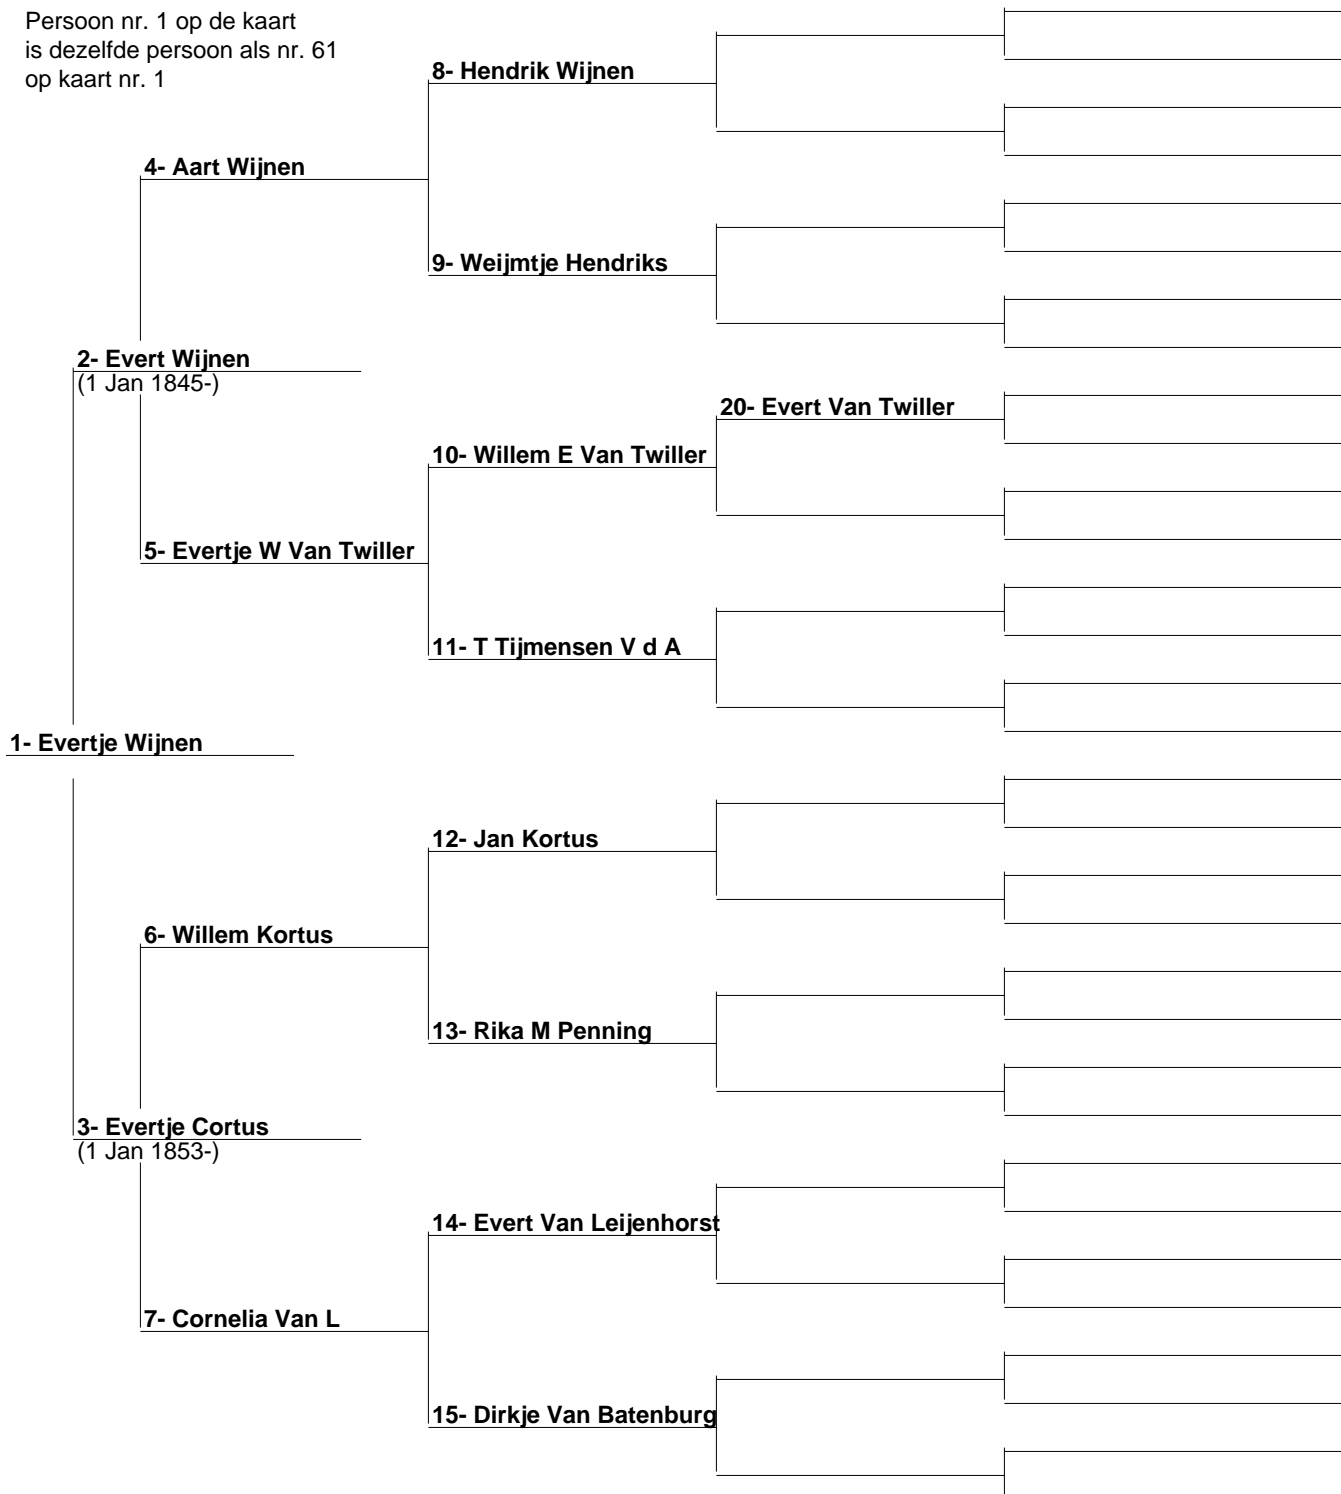 Persoon nr. 1 op de kaart
is dezelfde persoon als nr. 61
op kaart nr. 1
8- Hendrik Wijnen
4- Aart Wijnen
9- Weijmtje Hendriks
2- Evert Wijnen
(1 Jan 1845-)
20- Evert Van Twiller
10- Willem E Van Twiller
5- Evertje W Van Twiller
11- T Tijmensen V d A
1- Evertje Wijnen
12- Jan Kortus
6- Willem Kortus
13- Rika M Penning
3- Evertje Cortus
(1 Jan 1853-)
14- Evert Van Leijenhorst
7- Cornelia Van L
15- Dirkje Van Batenburg